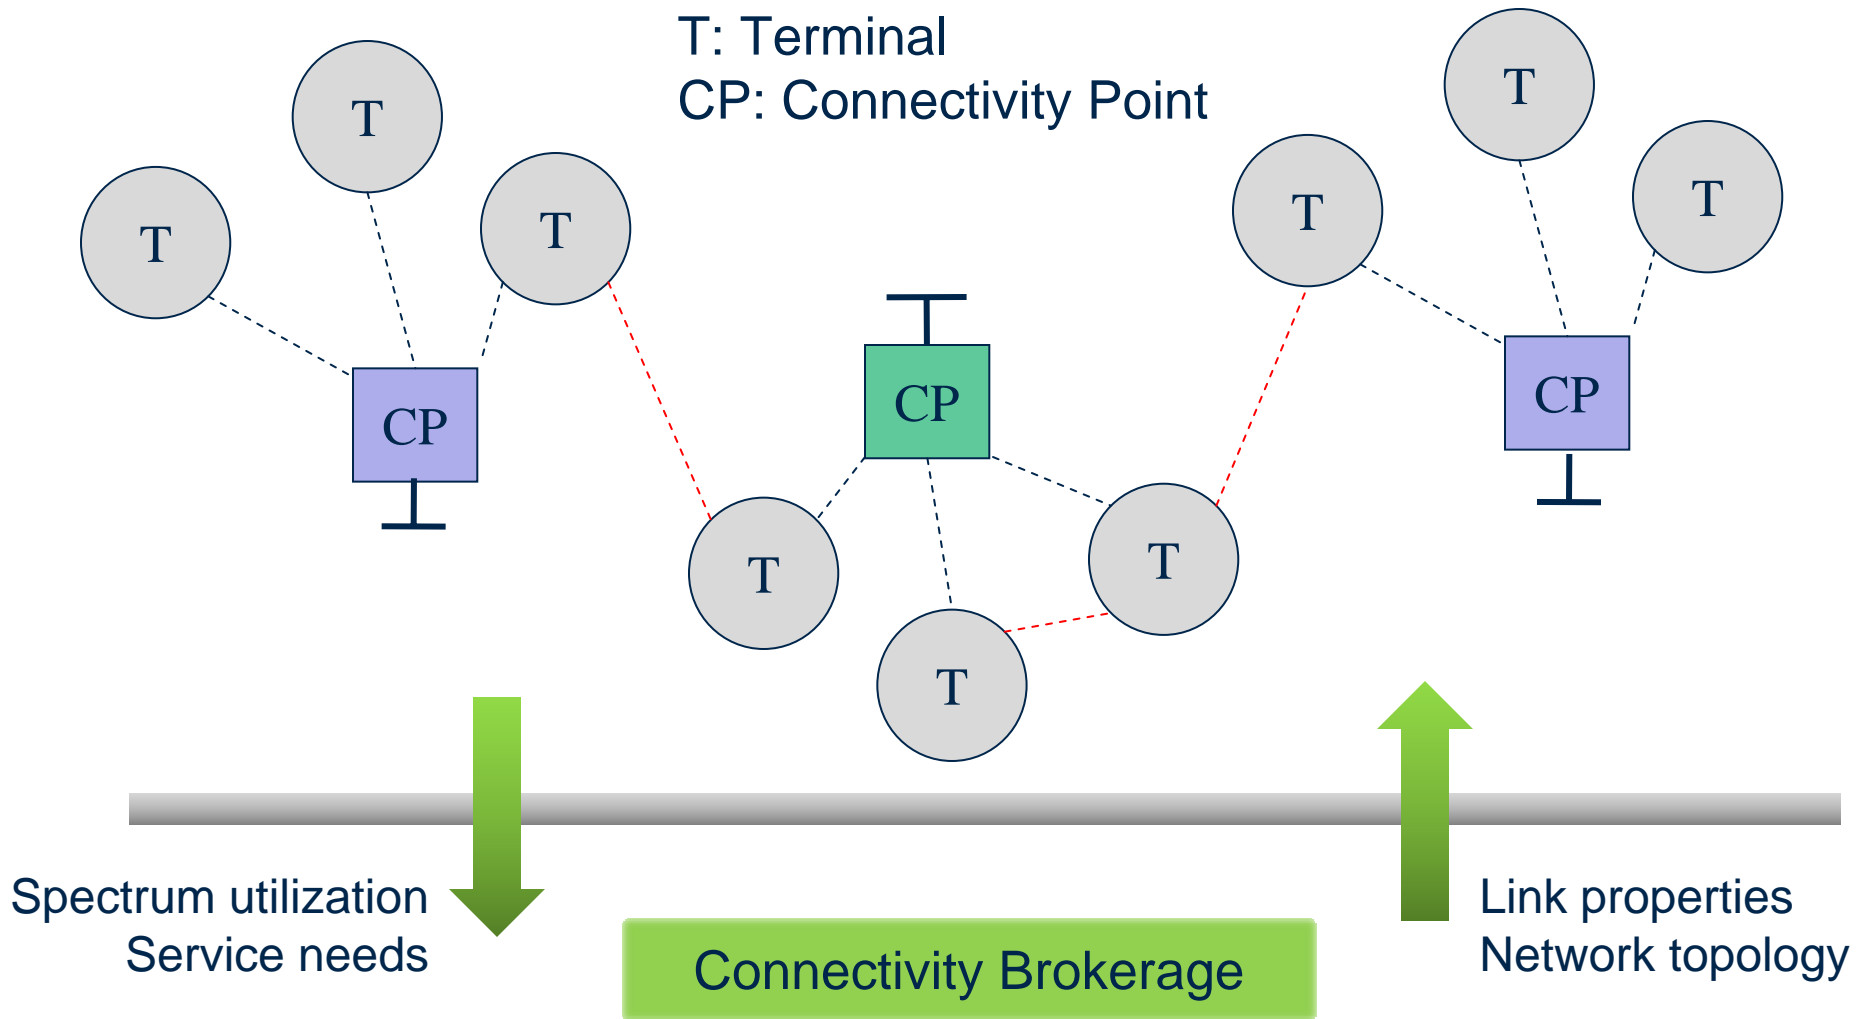 T: Terminal
CP: Connectivity Point
T
T
T
T
T
T
CP
CP
CP
T
T
T
Spectrum utilization
Service needs
Connectivity Brokerage
Link properties
Network topology